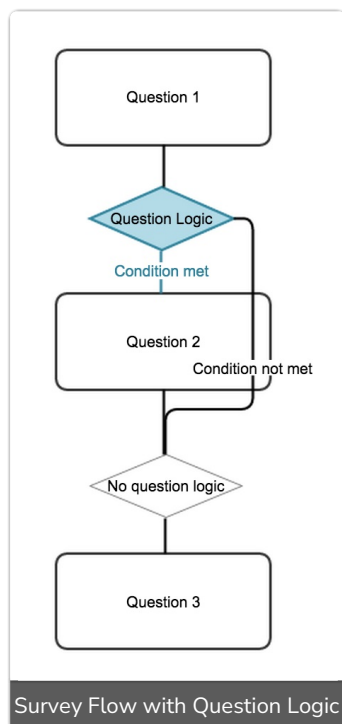 Question 1
Question Logic
Condition met
Question 2
Condition not met
No question logic
Question 3
Survey Flow with Question Logic